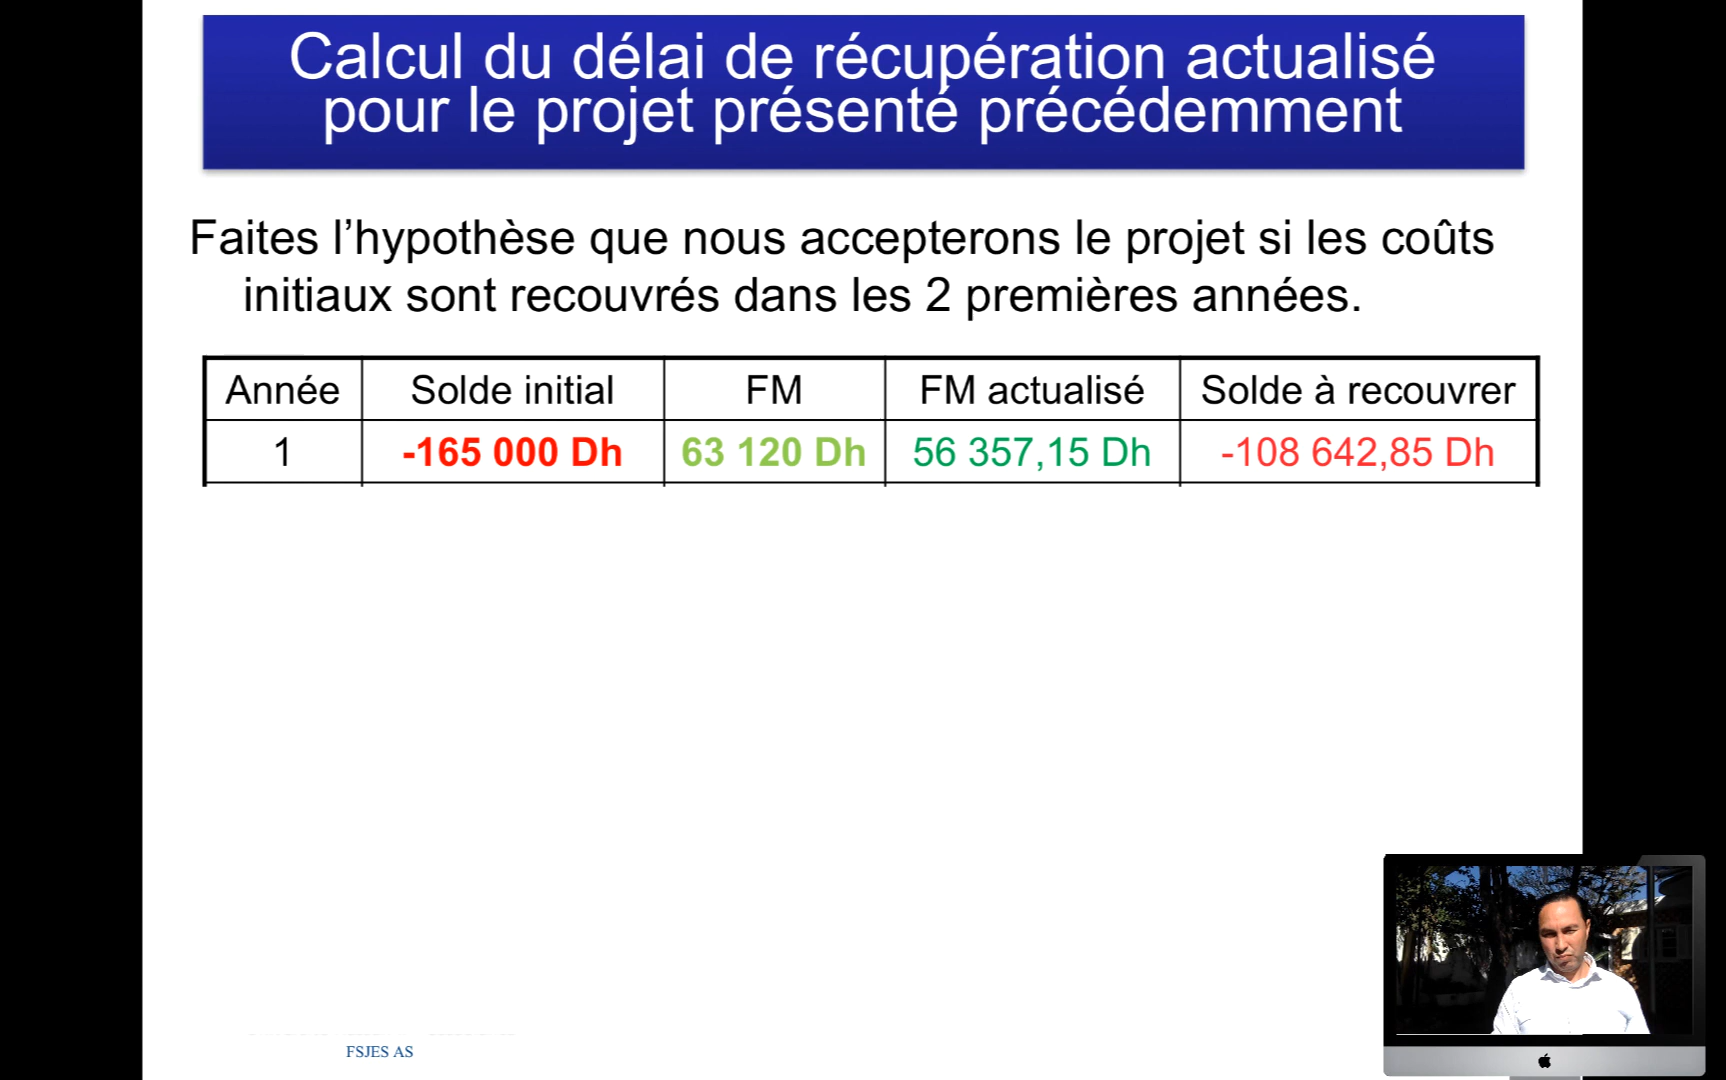 Calcul du délai de récupération actualisé
pour le projet présenté précédemment
Faites l’hypothèse que nous accepterons le projet si les coûts
initiaux sont recouvrés dans les 2 premières années.
Année Solde initial FM FM actualisé Solde à recouvrer
1 -165 000 Dh 63 120 Dh 56 357,15 Dh -108 642,85 Dh
FSJES AS